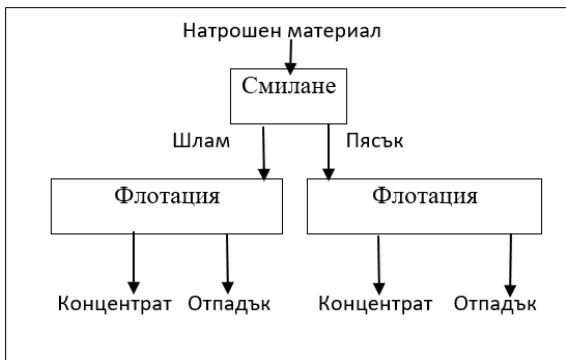 Натрошен материал
Смилане
Шлам Пясък
Флотация Флотация
Концентрат Отпадък Концентрат Отпадък